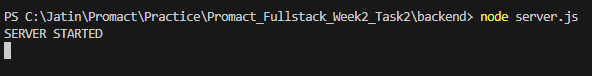 PS C:\Jatin\Promact\Practice\Promact_Fullstack_Week2_Task2\backend> node server.js
SERVER STARTED